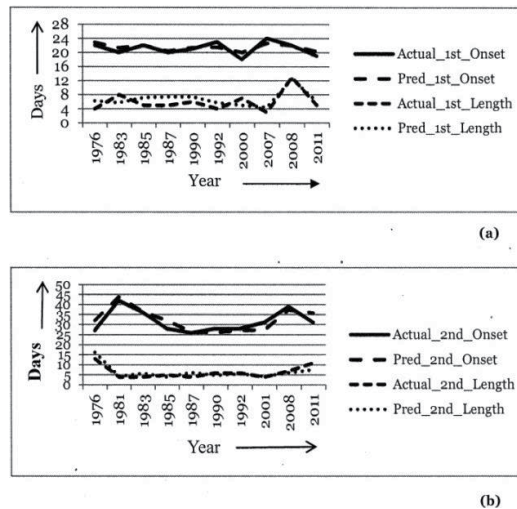 28
24
20
16
12
8
4
0
Days
1976
1983
1985
1987
1990
1992
2000
2007
2008
2011
Year
Actual_1st_Onset
Pred_1st_Onset
Actual_1st_Length
Pred_1st_Length
(a)
50
45
40
35
30
25
20
15
10
5
0
Days
1976
1981
1983
1985
1987
1990
1992
2001
2008
2011
Year
Actual_2nd_Onset
Pred_2nd_Onset
Actual_2nd_Length
Pred_2nd_Length
(b)